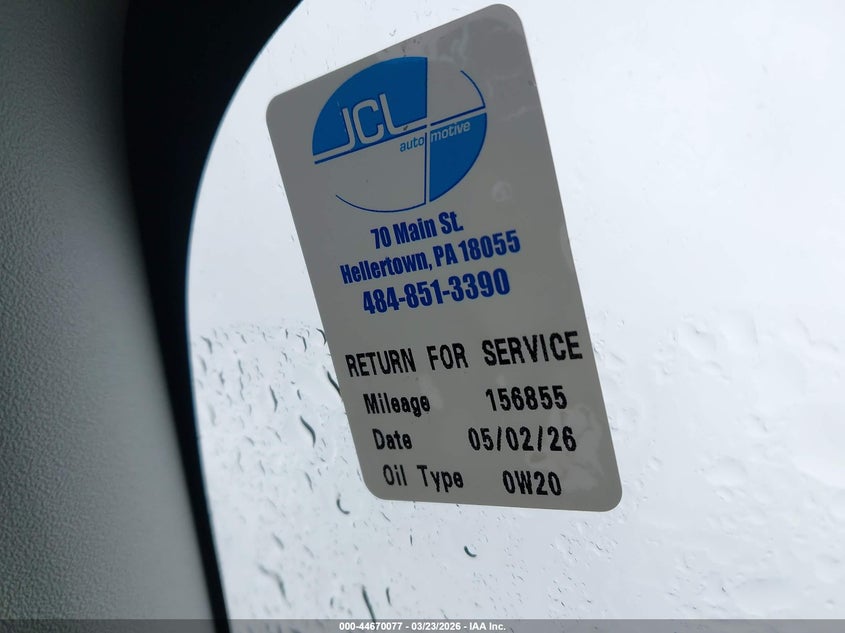 JCL
automotive
70 Main St.
Hellertown, PA 18055
484-851-3390
RETURN FOR SERVICE
Mileage 156855
Date 05/02/26
Oil Type 0W20
000-44670077 - 03/23/2026 - IAA Inc.